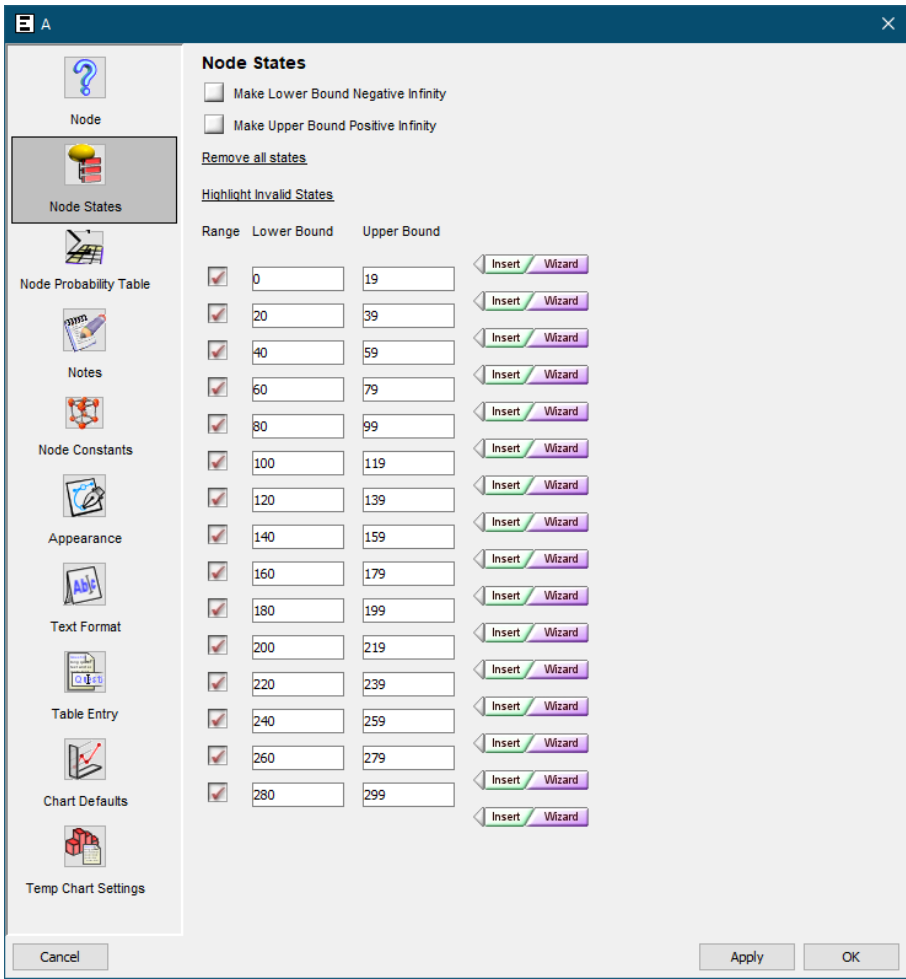 A
Node
Node States
Node Probability Table
Notes
Node Constants
Appearance
Text Format
Table Entry
Chart Defaults
Temp Chart Settings
Node States
Make Lower Bound Negative Infinity
Make Upper Bound Positive Infinity
Remove all states
Highlight Invalid States
Range Lower Bound Upper Bound
Insert Wizard
0 19
Insert Wizard
20 39
Insert Wizard
40 59
Insert Wizard
60 79
Insert Wizard
80 99
Insert Wizard
100 119
Insert Wizard
120 139
Insert Wizard
140 159
Insert Wizard
160 179
Insert Wizard
180 199
Insert Wizard
200 219
Insert Wizard
220 239
Insert Wizard
240 259
Insert Wizard
260 279
Insert Wizard
280 299
Insert Wizard
Cancel Apply OK